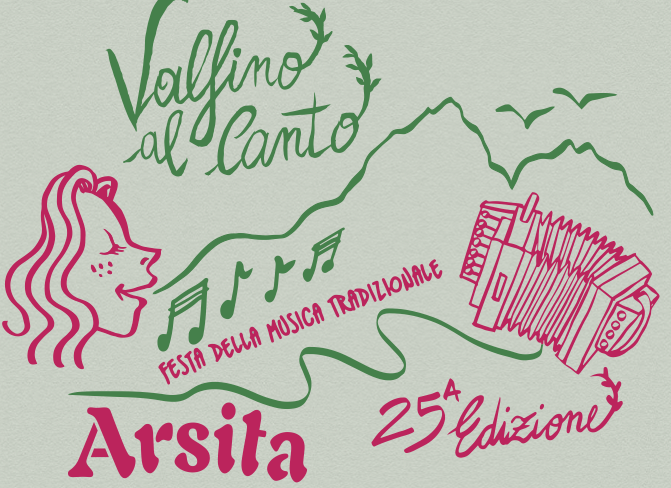 Valfino
al Canto
FESTA DELLA MUSICA TRADIZIONALE
25A Edizione
Arsita